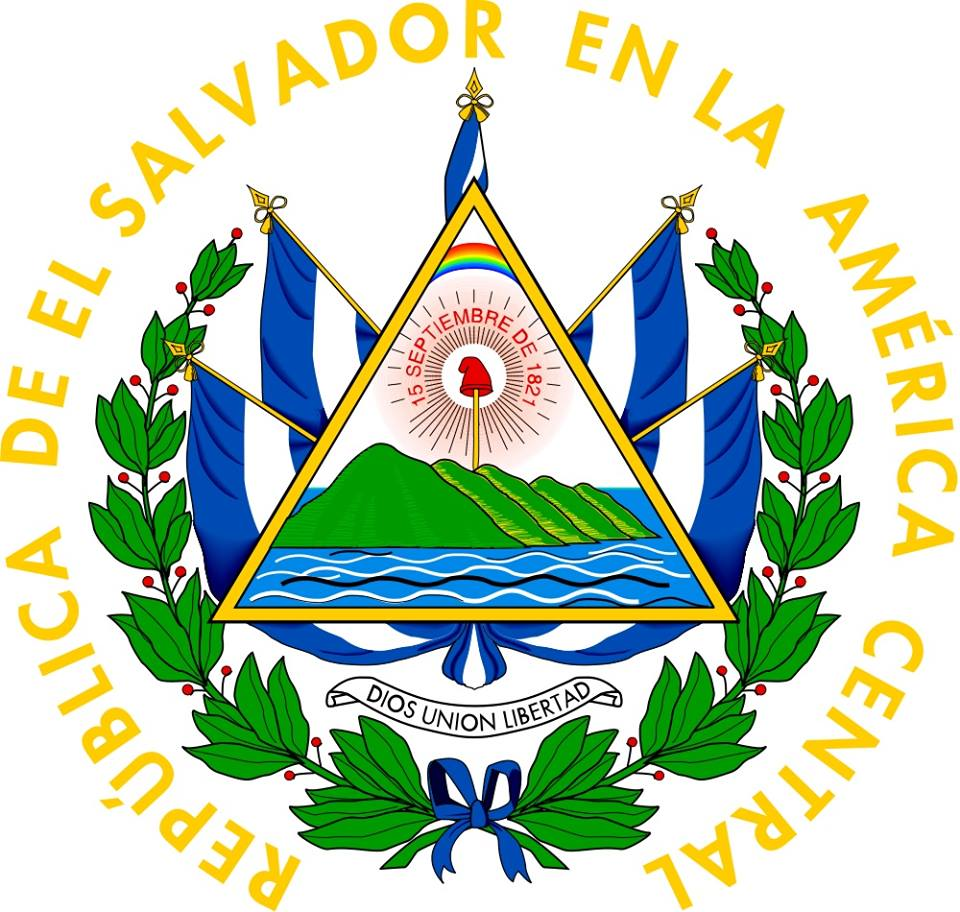 REPÚBLICA DE EL SALVADOR EN LA AMÉRICA CENTRAL
15 SEPTIEMBRE DE 1821
DIOS UNION LIBERTAD